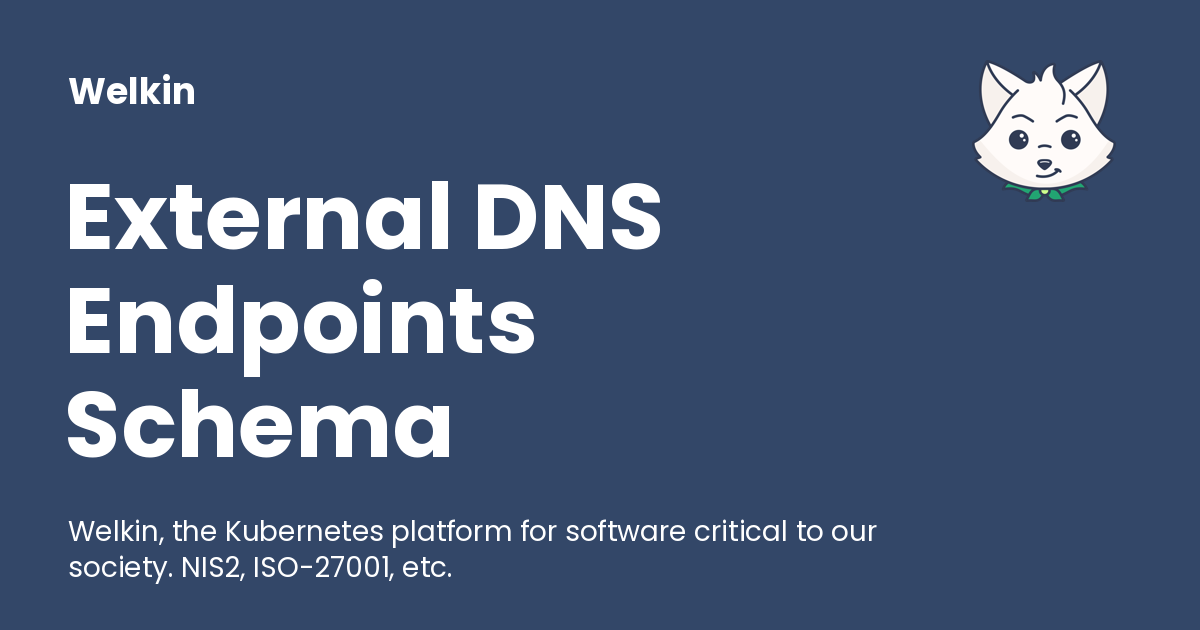 Welkin
External DNS
Endpoints
Schema
Welkin, the Kubernetes platform for software critical to our
society. NIS2, ISO-27001, etc.